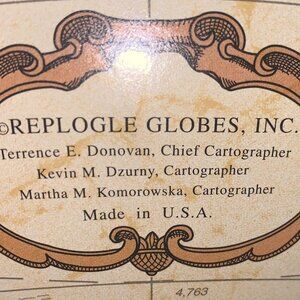 ©REPLOGLE GLOBES, INC.
Terrence E. Donovan, Chief Cartographer
Kevin M. Dzurny, Cartographer
Martha M. Komorowska, Cartographer
Made in U.S.A.
4,763